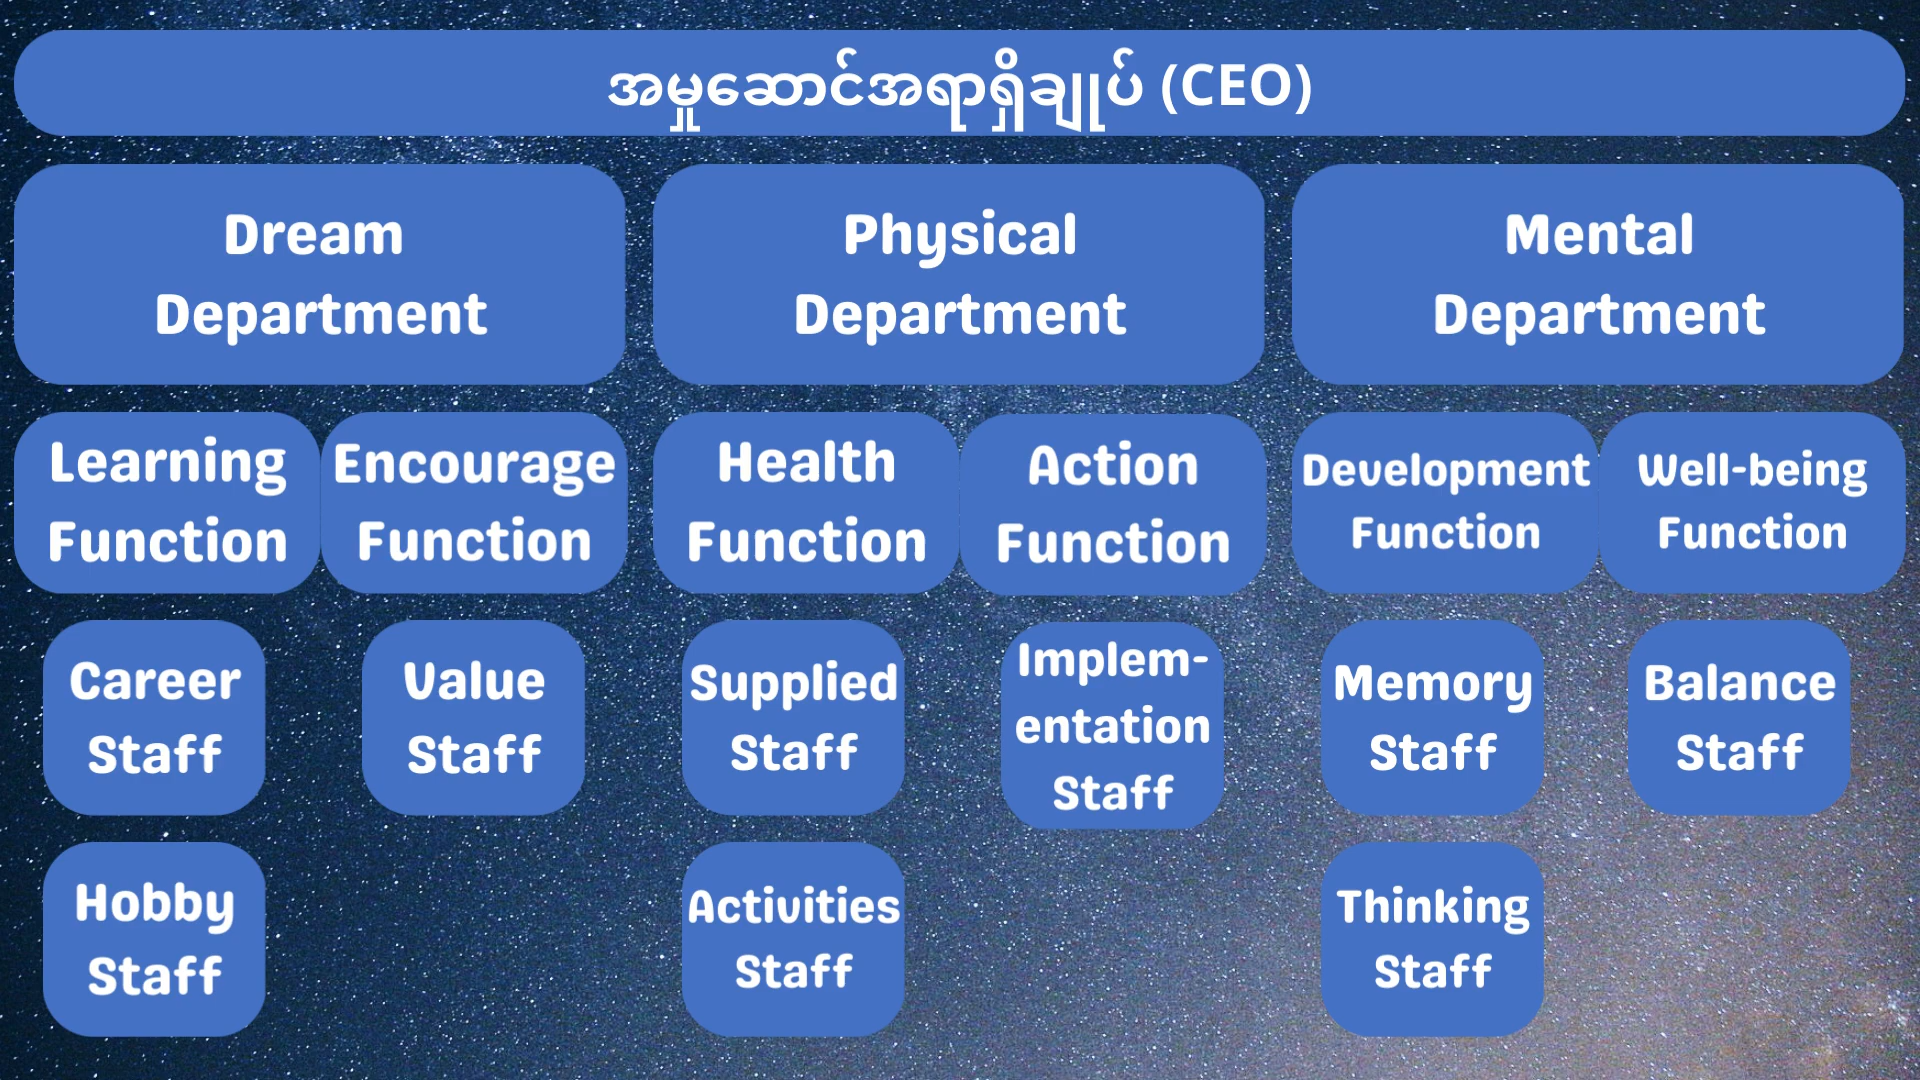 အမှုဆောင်အရာရှိချုပ် (CEO)
Dream
Department
Physical
Department
Mental
Department
Learning
Function
Encourage
Function
Health
Function
Action
Function
Development
Function
Well-being
Function
Career
Staff
Value
Staff
Supplied
Staff
Implem-
entation
Staff
Memory
Staff
Balance
Staff
Hobby
Staff
Activities
Staff
Thinking
Staff